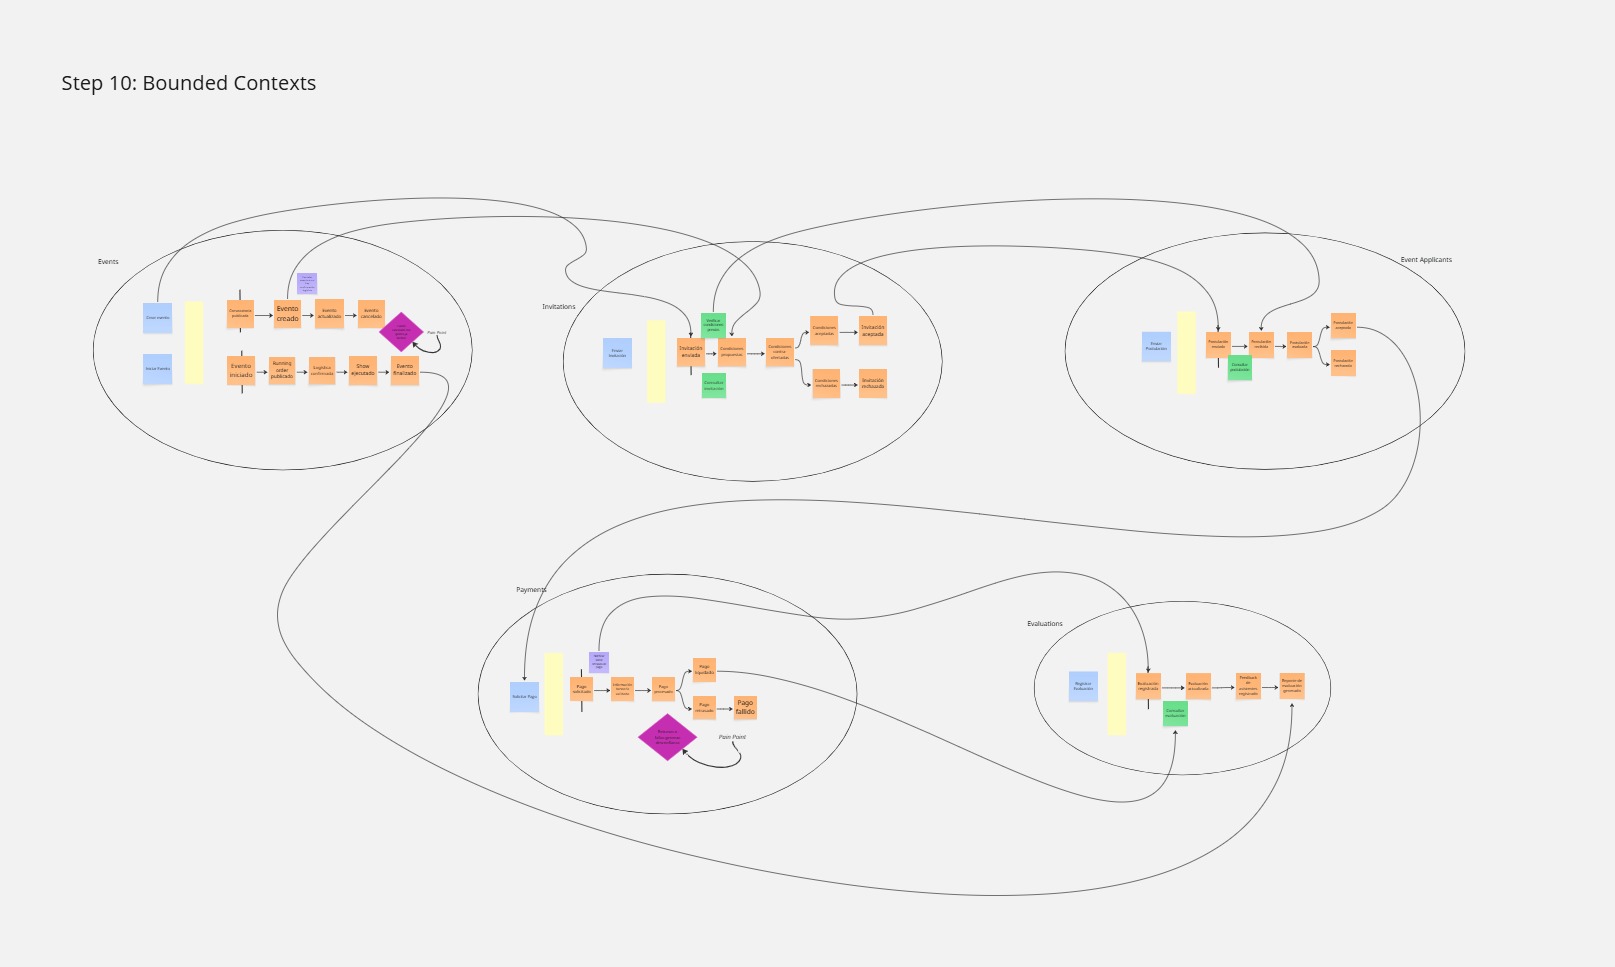 Step 10: Bounded Contexts
Events
Crear evento
Iniciar Evento
Convocatoria
publicada
Evento
creado
Evento
actualizado
Evento
cancelado
Pain Point
Evento
iniciado
Running
order
publicado
Logística
confirmada
Show
ejecutado
Evento
finalizado
Invitations
Enviar
Invitación
Invitación
enviada
Condiciones
propuestas
Condiciones
contra-
ofertadas
Condiciones
aceptadas
Invitación
aceptada
Condiciones
rechazadas
Invitación
rechazada
Consultar
invitación
Event Applicants
Enviar
Postulación
Postulación
enviada
Postulación
recibida
Postulación
evaluada
Postulación
aceptada
Postulación
rechazada
Consultar
postulación
Payments
Solicitar Pago
Pago
solicitado
Información
bancaria
validada
Pago
procesado
Pago
liquidado
Pago
rehusado
Pago
fallido
Pain Point
Evaluations
Registrar
Evaluación
Evaluación
registrada
Evaluación
actualizada
Feedback
de
asistentes
registrado
Reporte de
evaluación
generado
Consultar
evaluación